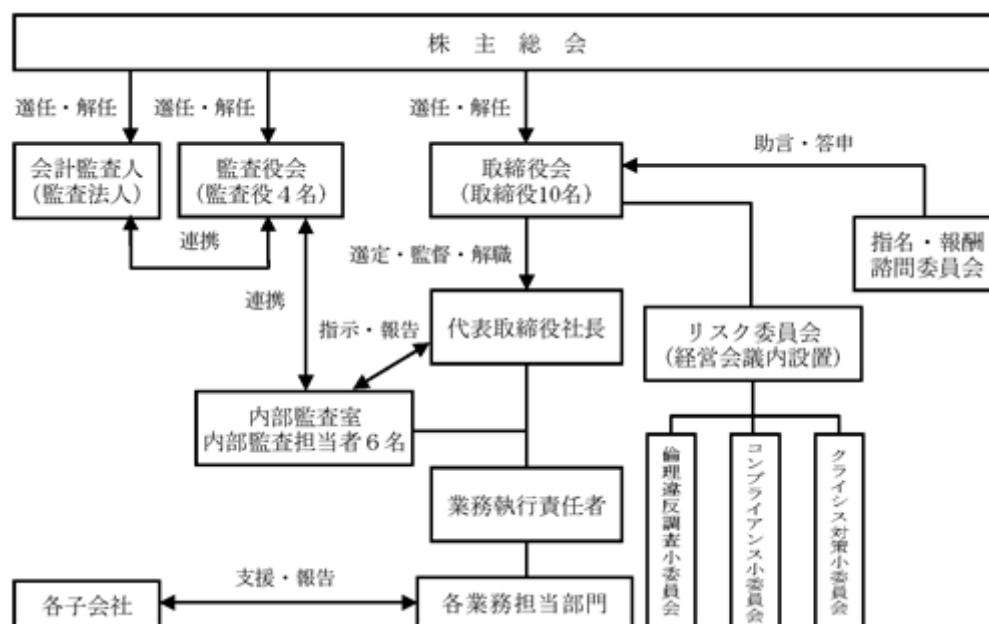 株 主 総 会
選任・解任
選任・解任
選任・解任
助言・答申
会計監査人
(監査法人)
監査役会
(監査役4名)
取締役会
(取締役10名)
指名・報酬
諮問委員会
連携
選定・監督・解職
連携
指示・報告
代表取締役社長
リスク委員会
(経営会議内設置)
内部監査室
内部監査担当者6名
倫理違反調査小委員会
コンプライアンス小委員会
クライシス対策小委員会
業務執行責任者
支援・報告
各子会社
各業務担当部門